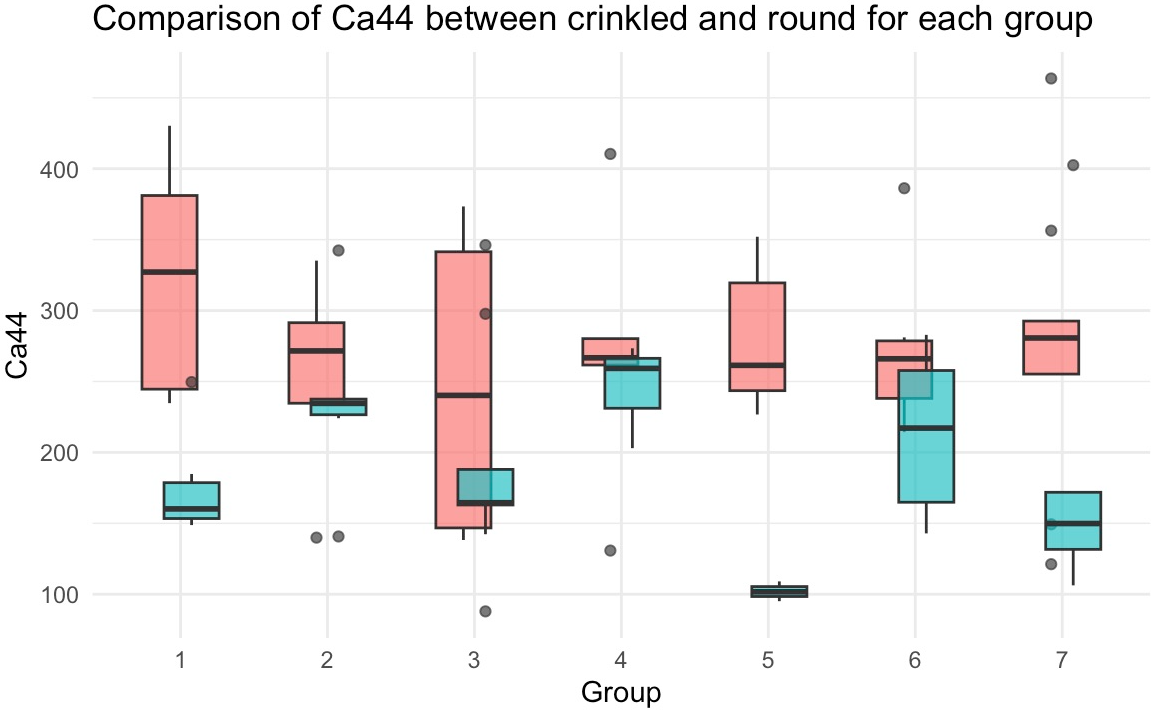 Comparison of Ca44 between crinkled and round for each group
Ca44
400
300
200
100
1 2 3 4 5 6 7
Group